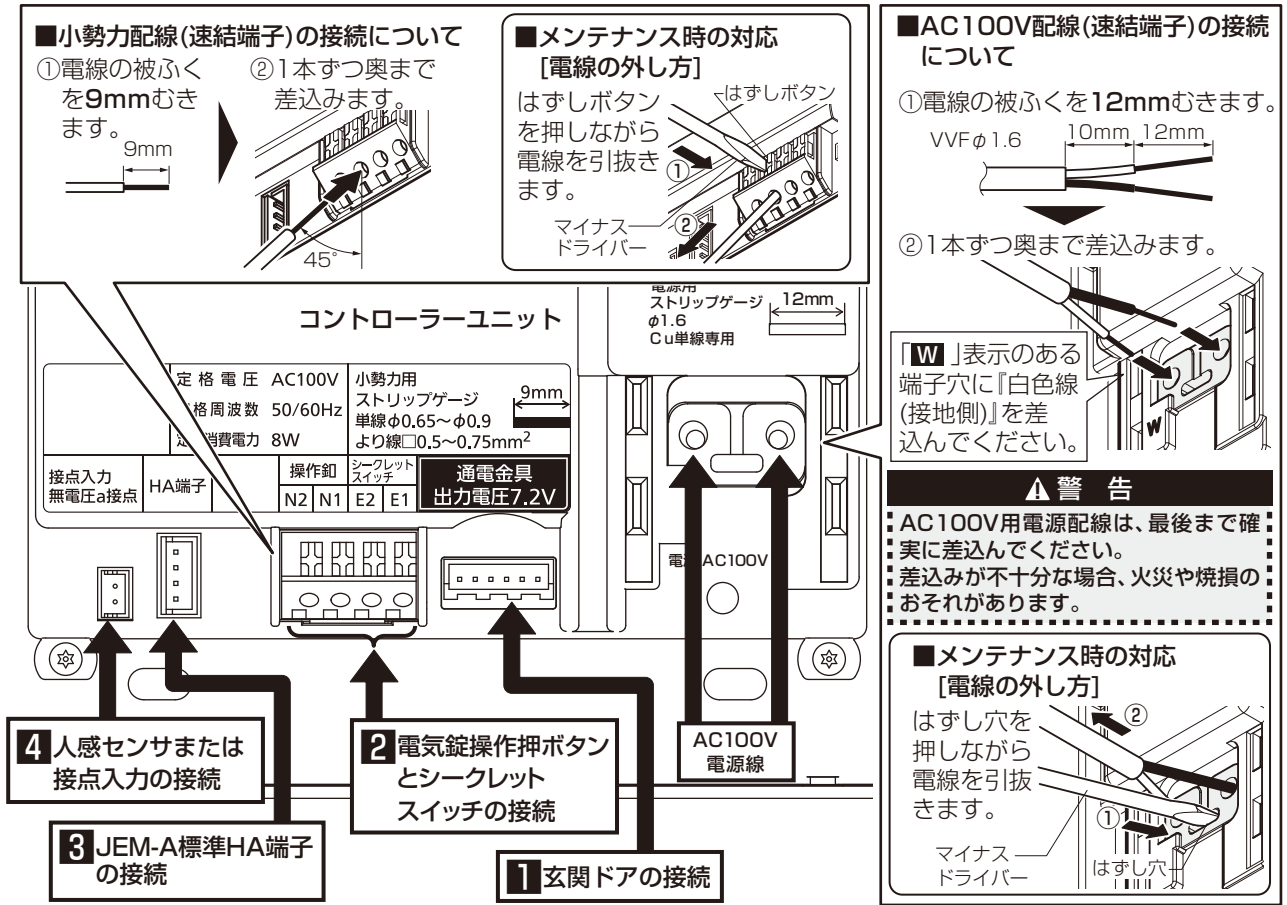 ■小勢力配線(速結端子)の接続について
①電線の被ふく
を9mmむき
ます。
9mm
②1本ずつ奥まで
差込みます。
45°
■メンテナンス時の対応
[電線の外し方]
はずしボタン
を押しながら
電線を引抜き
ます。
はずしボタン
①
②
マイナス
ドライバー
コントローラーユニット
電源用
ストリップゲージ
φ1.6
Cu単線専用
12mm
定格電圧 AC100V
格周波数 50/60Hz
消費電力 8W
小勢力用
ストリップゲージ
単線φ0.65～φ0.9
より線□0.5～0.75mm²
9mm
接点入力
無電圧a接点
HA端子
操作釦
N2 N1
シークレット
スイッチ
E2 E1
通電金具
出力電圧7.2V
AC100V
4 人感センサまたは
接点入力の接続
3 JEM-A標準HA端子
の接続
2 電気錠操作押ボタン
とシークレット
スイッチの接続
1 玄関ドアの接続
AC100V
電源線
■AC100V配線(速結端子)の接続
について
①電線の被ふくを12mmむきます。
VVFφ1.6
10mm 12mm
②1本ずつ奥まで差込みます。
「W」表示のある
端子穴に『白色線
(接地側)』を差
込んでください。
W
警 告
AC100V用電源配線は、最後まで確
実に差込んでください。
差込みが不十分な場合、火災や焼損の
おそれがあります。
■メンテナンス時の対応
[電線の外し方]
はずし穴を
押しながら
電線を引抜
きます。
②
①
マイナス
ドライバー
はずし穴